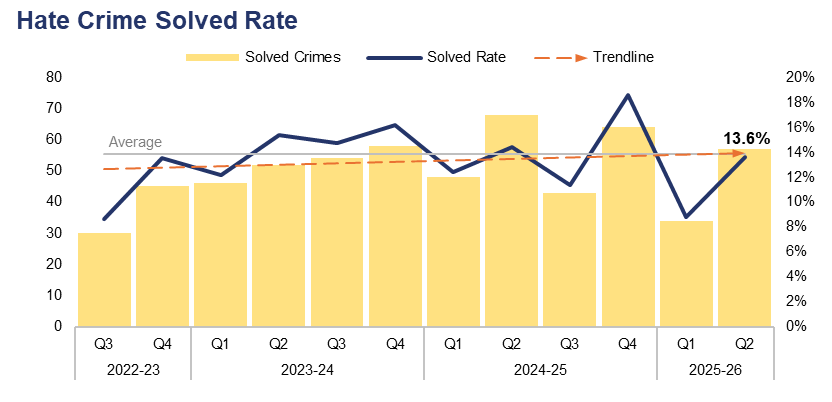 Hate Crime Solved Rate
Solved Crimes Solved Rate Trendline
80 20%
70 18%
60 16%
50 14%
40 12%
30 10%
20 8%
10 6%
0 4%
2%
0%
Average
13.6%
Q3 Q4 Q1 Q2 Q3 Q4 Q1 Q2 Q3 Q4 Q1 Q2
2022-23 2023-24 2024-25 2025-26